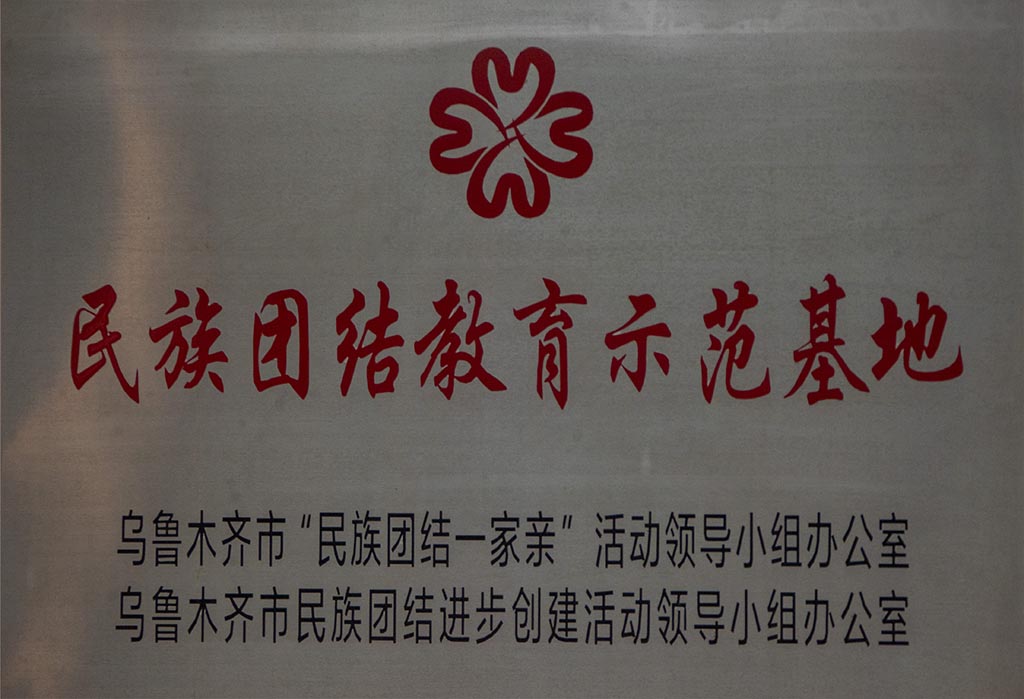 民族团结教育示范基地
乌鲁木齐市“民族团结一家亲”活动领导小组办公室
乌鲁木齐市民族团结进步创建活动领导小组办公室